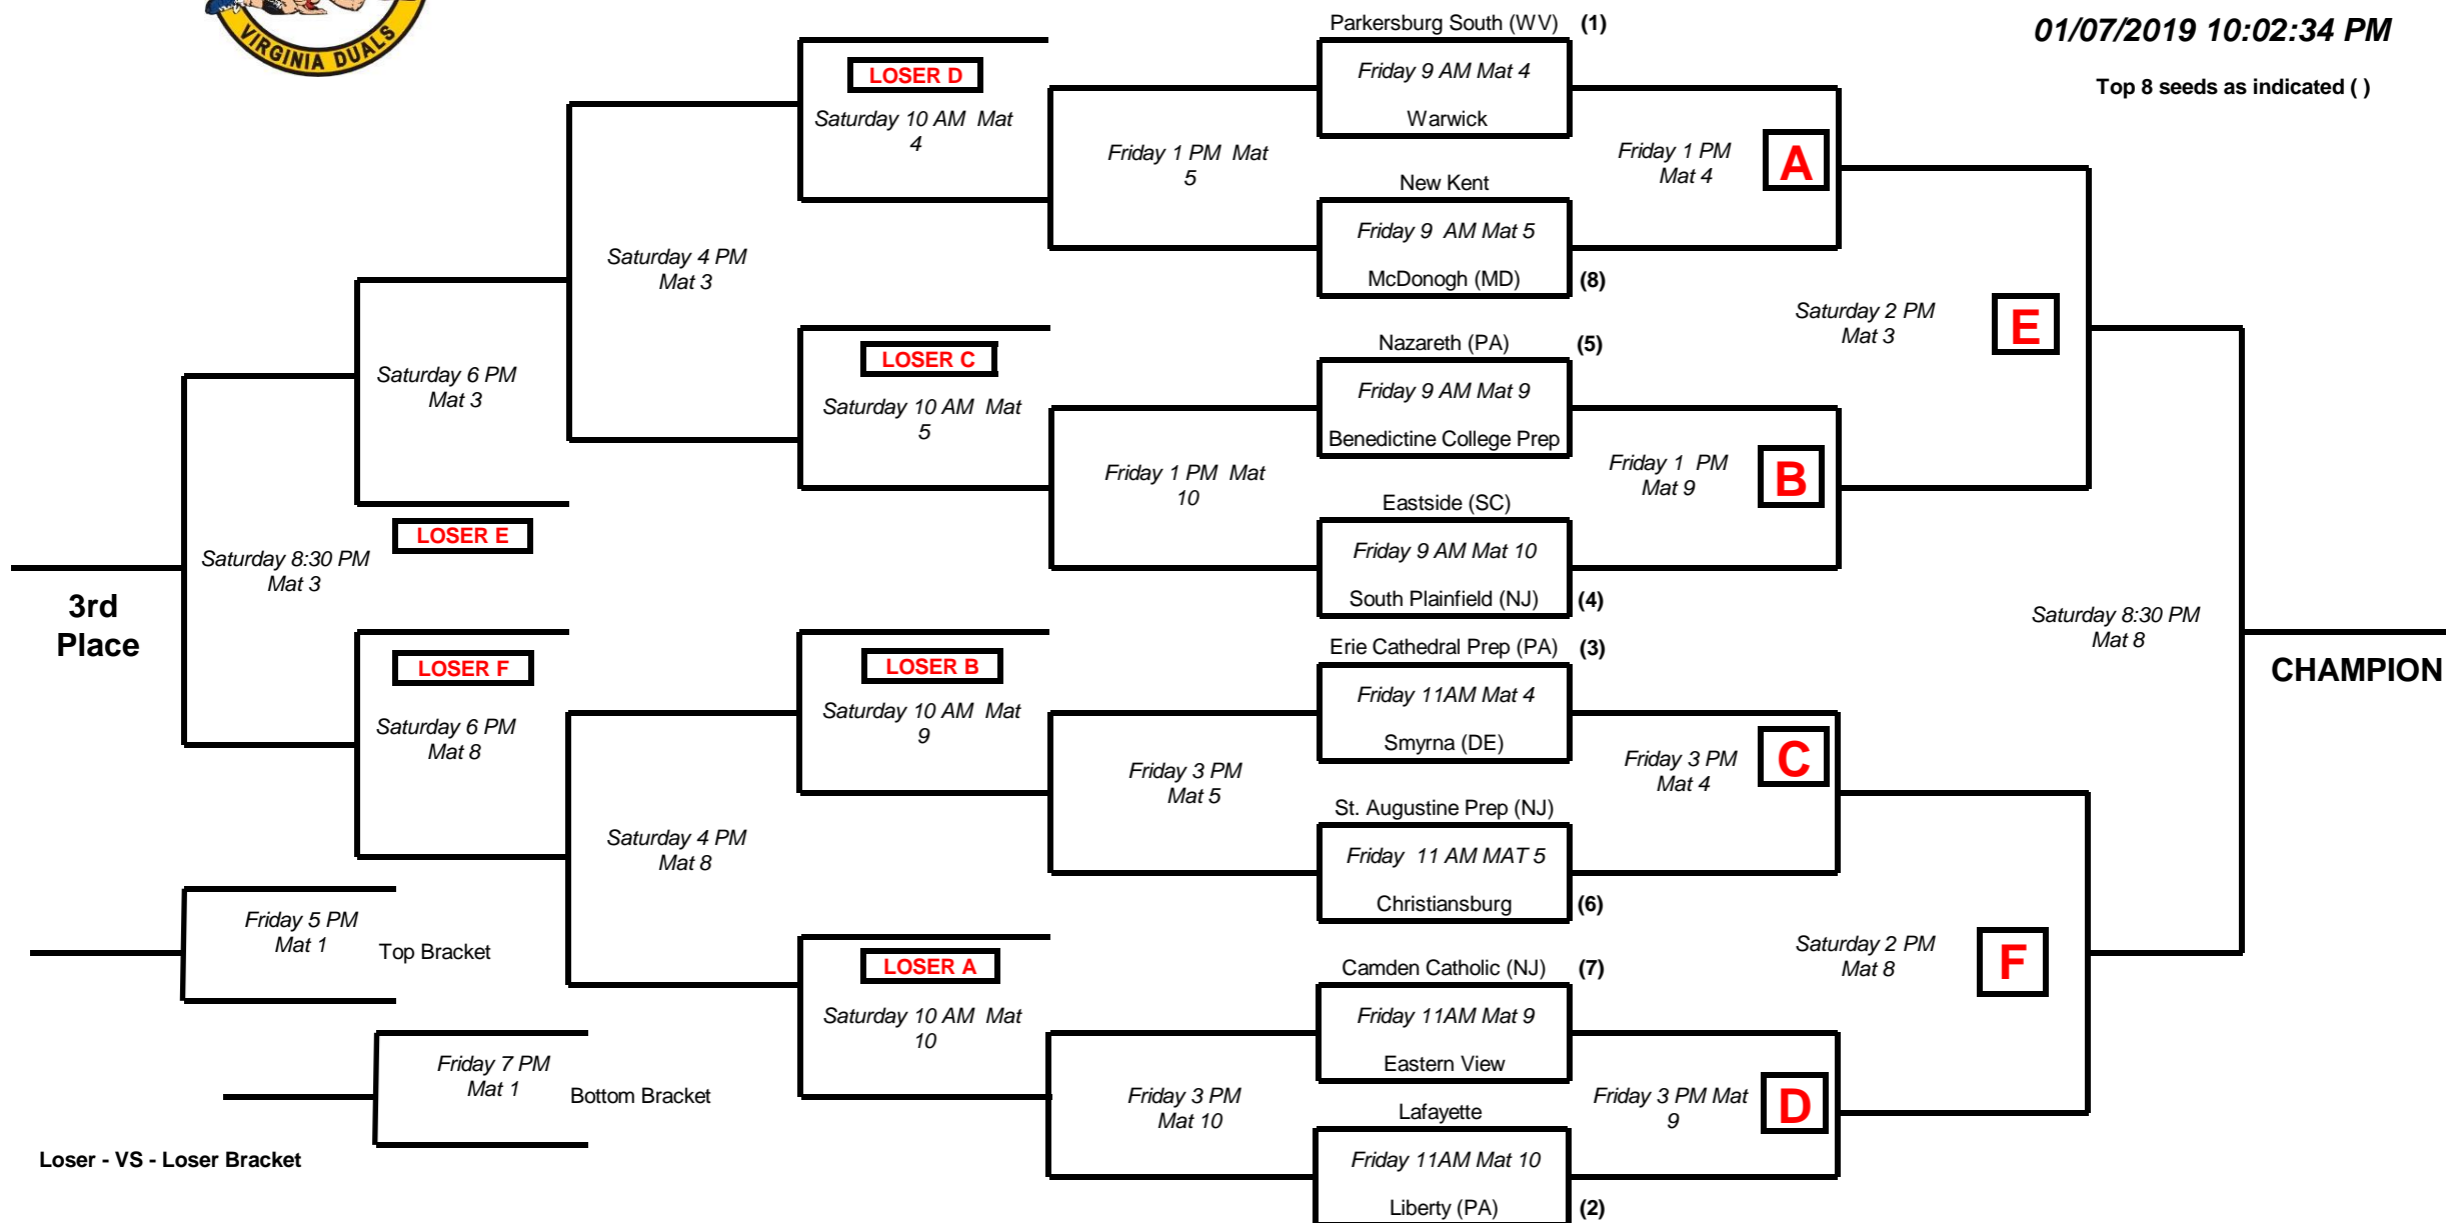 VIRGINIA DUALS
01/07/2019 10:02:34 PM
Top 8 seeds as indicated ( )
Parkersburg South (WV) (1)
Friday 9 AM Mat 4
Warwick
New Kent
Friday 9  AM Mat 5
McDonogh (MD) (8)
Nazareth (PA) (5)
Friday 9 AM Mat 9
Benedictine College Prep
Eastside (SC)
Friday 9 AM Mat 10
South Plainfield (NJ) (4)
Erie Cathedral Prep (PA) (3)
Friday 11AM Mat 4
Smyrna (DE)
St. Augustine Prep (NJ)
Friday  11 AM MAT 5
Christiansburg (6)
Camden Catholic (NJ) (7)
Friday 11AM Mat 9
Eastern View
Lafayette
Friday 11AM Mat 10
Liberty (PA) (2)
Friday 1 PM
Mat 4
A
Friday 1  PM
Mat 9
B
Friday 3 PM
Mat 4
C
Friday 3 PM Mat
9
D
Saturday 2 PM
Mat 3
E
Saturday 2 PM
Mat 8
F
Saturday 8:30 PM
Mat 8
CHAMPION
Friday 1 PM  Mat
5
Friday 1 PM  Mat
10
Friday 3 PM
Mat 5
Friday 3 PM
Mat 10
LOSER D
Saturday 10 AM  Mat
4
LOSER C
Saturday 10 AM  Mat
5
LOSER B
Saturday 10 AM  Mat
9
LOSER A
Saturday 10 AM  Mat
10
Saturday 4 PM
Mat 3
Saturday 4 PM
Mat 8
Saturday 6 PM
Mat 3
LOSER E
LOSER F
Saturday 6 PM
Mat 8
Saturday 8:30 PM
Mat 3
3rd
Place
Friday 5 PM
Mat 1
Top Bracket
Friday 7 PM
Mat 1
Bottom Bracket
Loser - VS - Loser Bracket